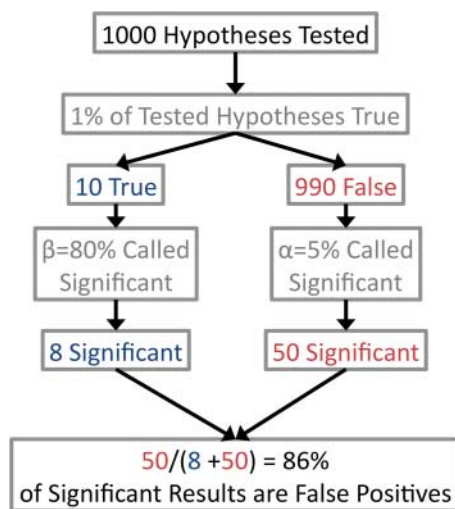 1000 Hypotheses Tested
1% of Tested Hypotheses True
10 True
990 False
β=80% Called
Significant
α=5% Called
Significant
8 Significant
50 Significant
50/(8 +50) = 86%
of Significant Results are False Positives